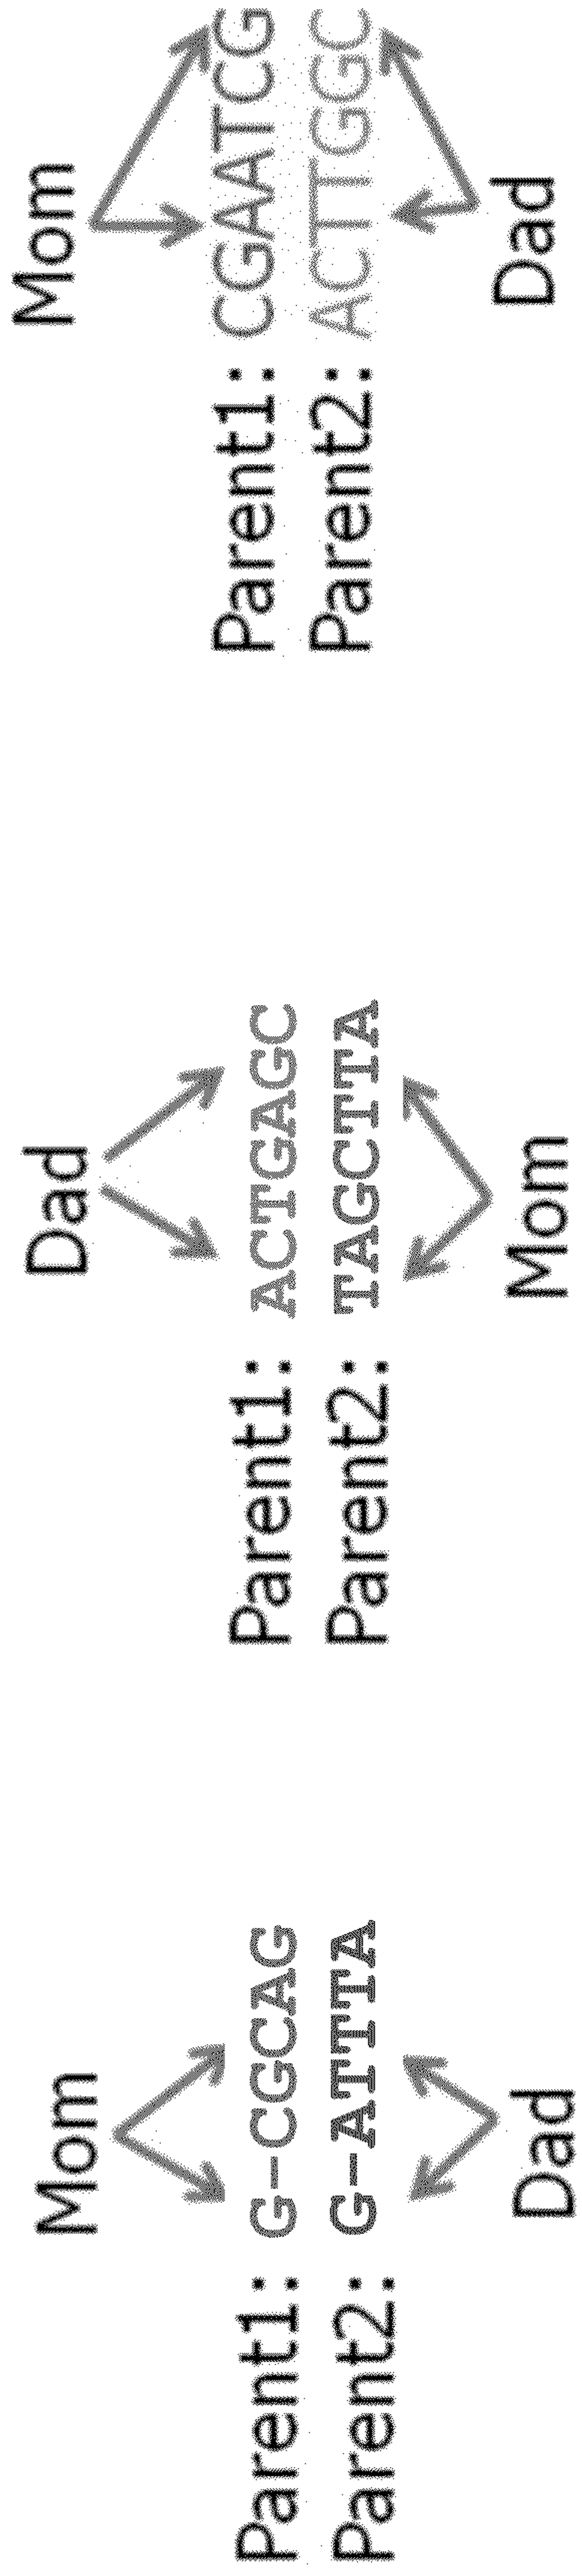 Mom
Parent1: G-CGCAG
Parent2: G-ATTTA
Dad
Dad
Parent1: ACTGAGC
Parent2: TAGCTTA
Mom
Mom
Parent1: CGAATCG
Parent2: ACTTGGC
Dad